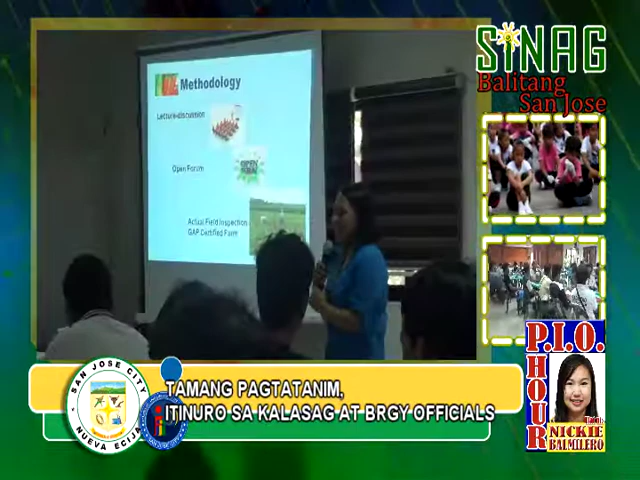 SiNAG
Balitang
San Jose
Methodology
Lecture-discussion
Open Forum
Actual Field Inspection
GAP Certified Farm
P.I.O.
HOUR
NICKIE
BALMILERO
SAN JOSE CITY
NUEVA ECIJA
TAMANG PAGTATANIM,
ITINURO SA KALASAG AT BRGY OFFICIALS